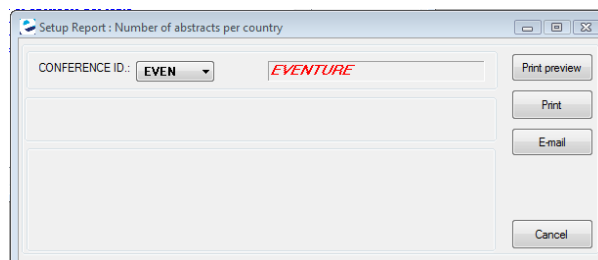 Setup Report : Number of abstracts per country
CONFERENCE ID.: EVEN EVENTURE
Print preview
Print
E-mail
Cancel